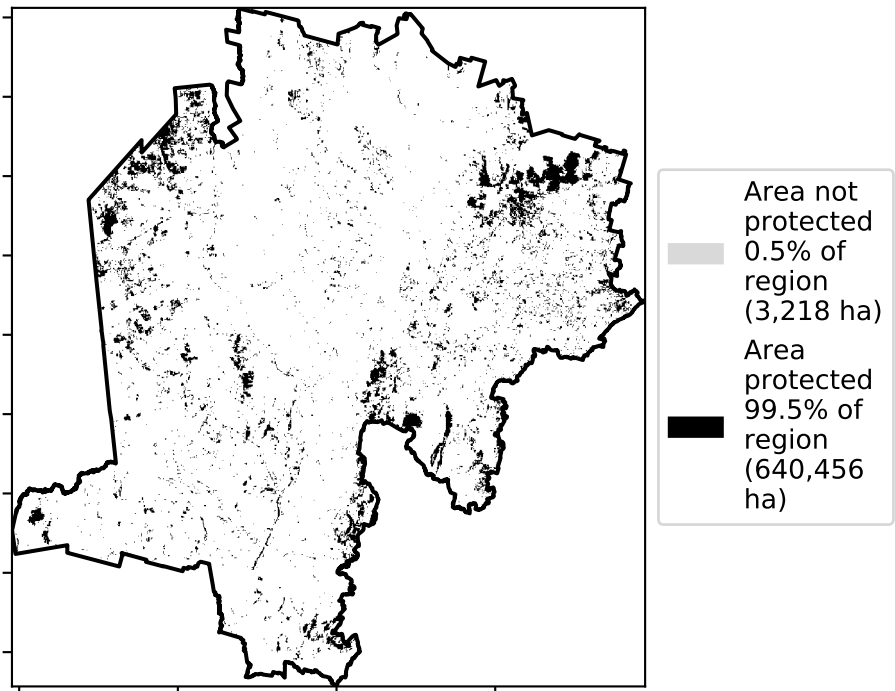 Area not
protected
0.5% of
region
(3,218 ha)
Area
protected
99.5% of
region
(640,456
ha)